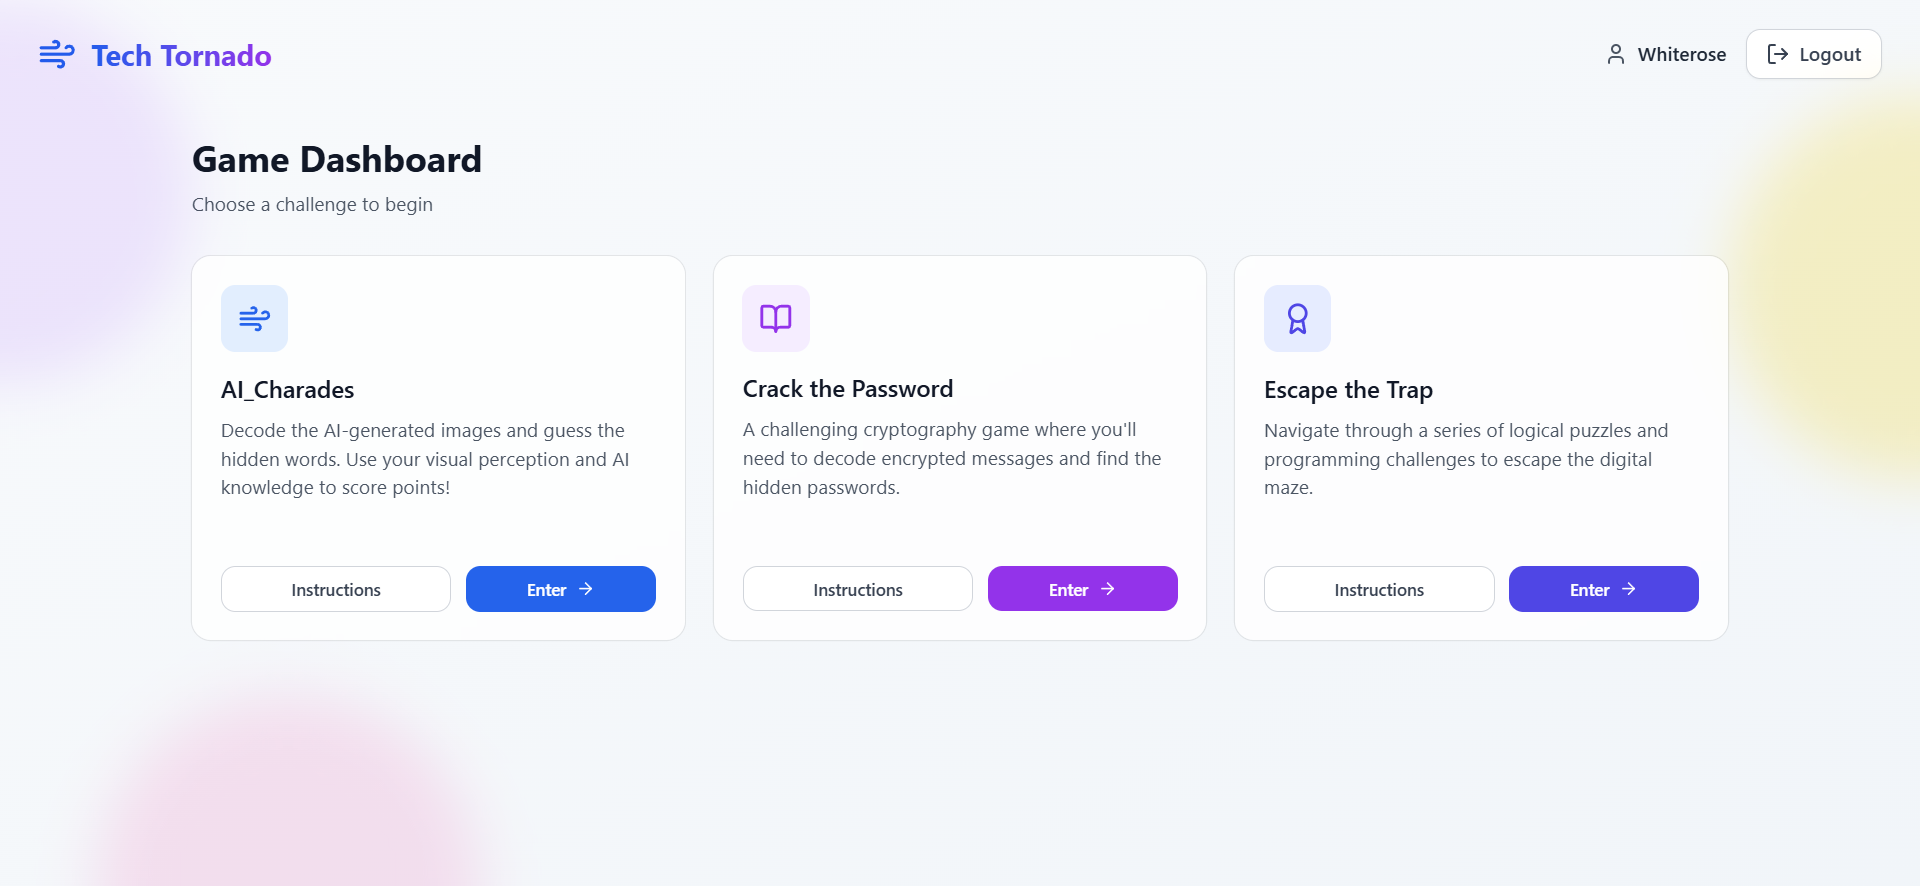 Tech Tornado
Whiterose
Logout
Game Dashboard
Choose a challenge to begin
AI_Charades
Decode the AI-generated images and guess the
hidden words. Use your visual perception and AI
knowledge to score points!
Instructions
Enter
Crack the Password
A challenging cryptography game where you'll
need to decode encrypted messages and find the
hidden passwords.
Instructions
Enter
Escape the Trap
Navigate through a series of logical puzzles and
programming challenges to escape the digital
maze.
Instructions
Enter